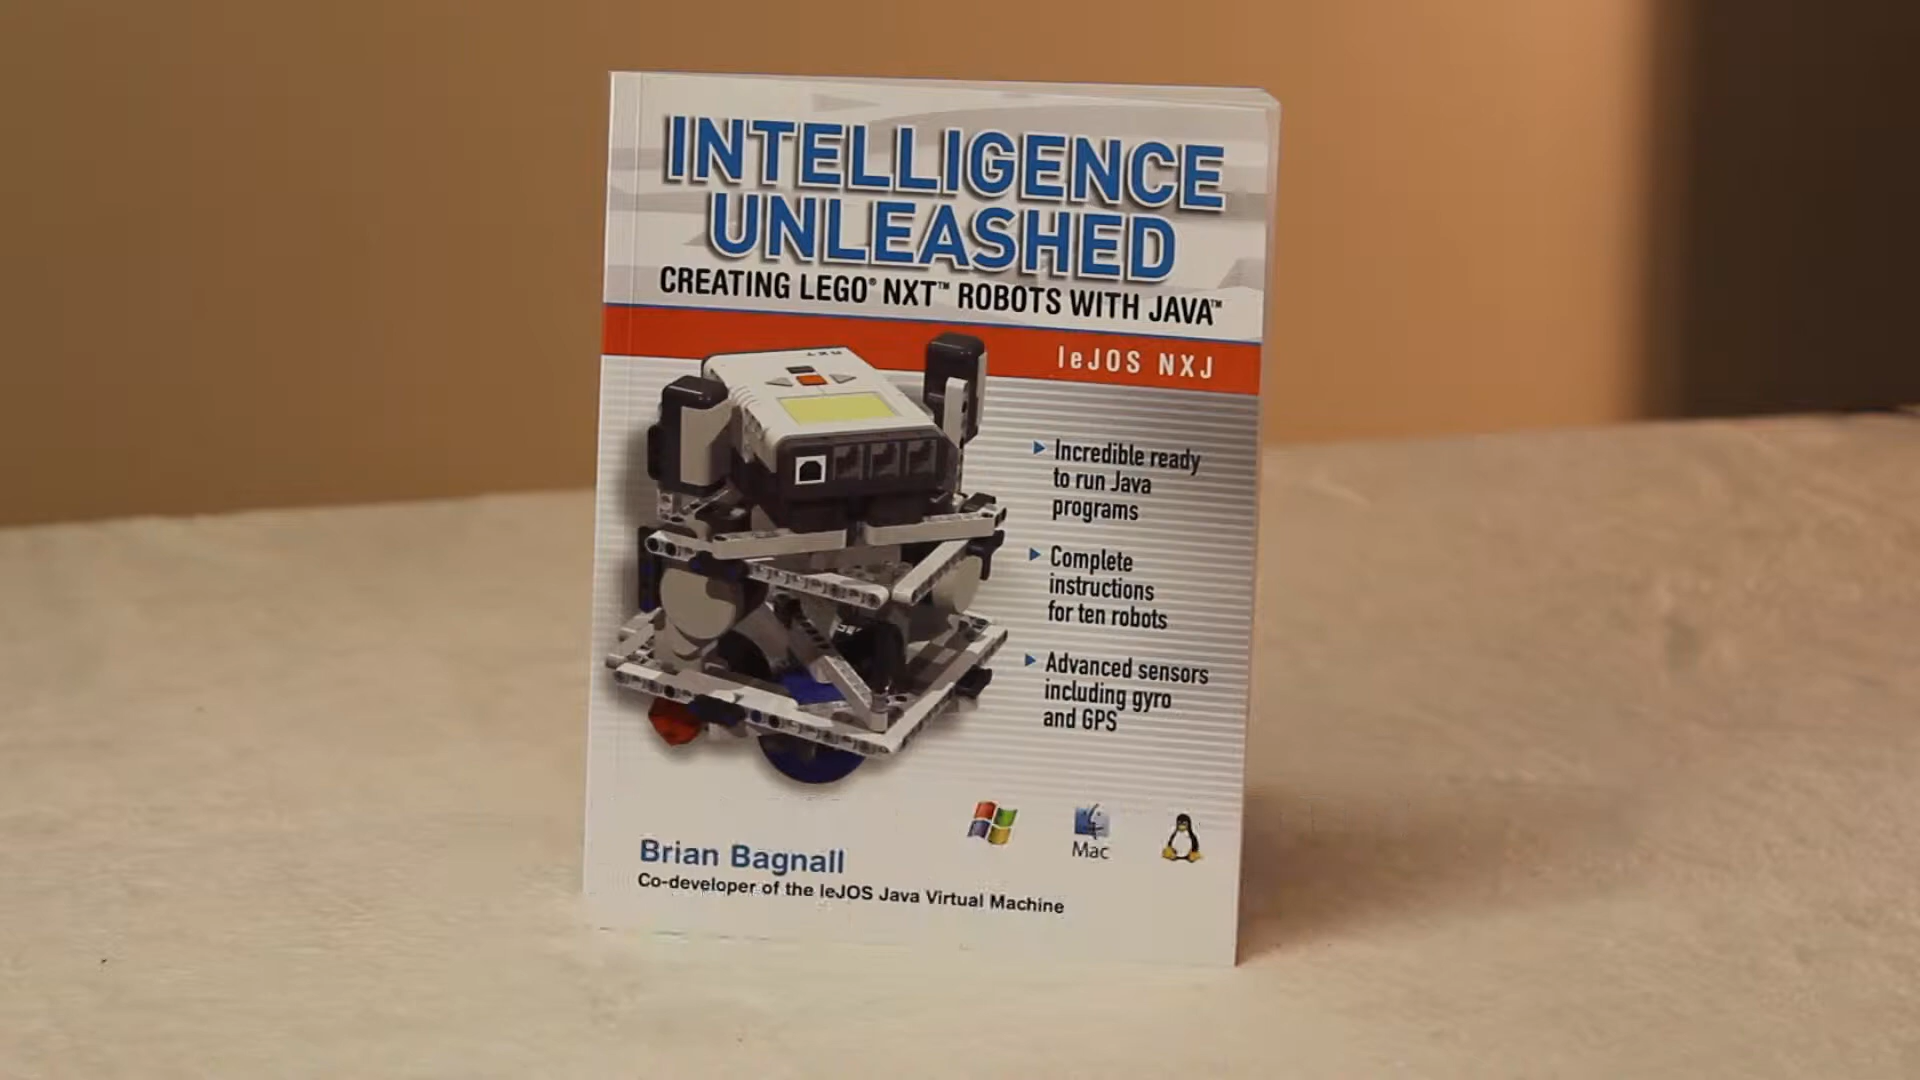 INTELLIGENCE
UNLEASHED
CREATING LEGO® NXT™ ROBOTS WITH JAVA™
leJOS NXJ
NXT
Incredible ready
to run Java
programs
Complete
instructions
for ten robots
Advanced sensors
including gyro
and GPS
Mac
Brian Bagnall
Co-developer of the leJOS Java Virtual Machine